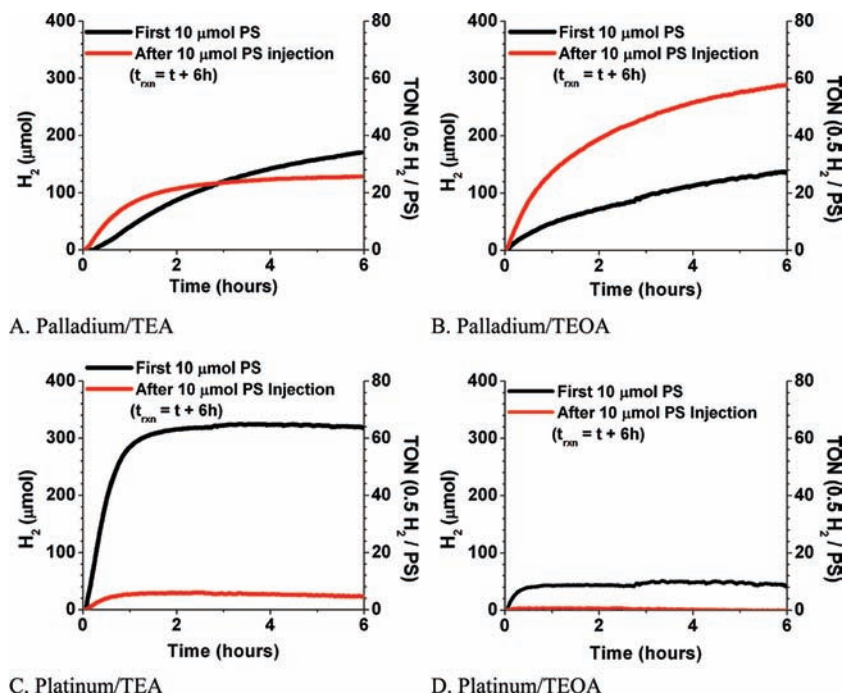 First 10 μmol PS
After 10 μmol PS injection
(t_rxn = t + 6h)
400
300
200
100
0
H₂ (μmol)
80
60
40
20
0
TON (0.5 H₂ / PS)
0 2 4 6
Time (hours)
A. Palladium/TEA
First 10 μmol PS
After 10 μmol PS Injection
(t_rxn = t + 6h)
400
300
200
100
0
H₂ (μmol)
80
60
40
20
0
TON (0.5 H₂ / PS)
0 2 4 6
Time (hours)
B. Palladium/TEOA
First 10 μmol PS
After 10 μmol PS Injection
(t_rxn = t + 6h)
400
300
200
100
0
H₂ (μmol)
80
60
40
20
0
TON (0.5 H₂ / PS)
0 2 4 6
Time (hours)
C. Platinum/TEA
First 10 μmol PS
After 10 μmol PS Injection
(t_rxn = t + 6h)
400
300
200
100
0
H₂ (μmol)
80
60
40
20
0
TON (0.5 H₂ / PS)
0 2 4 6
Time (hours)
D. Platinum/TEOA